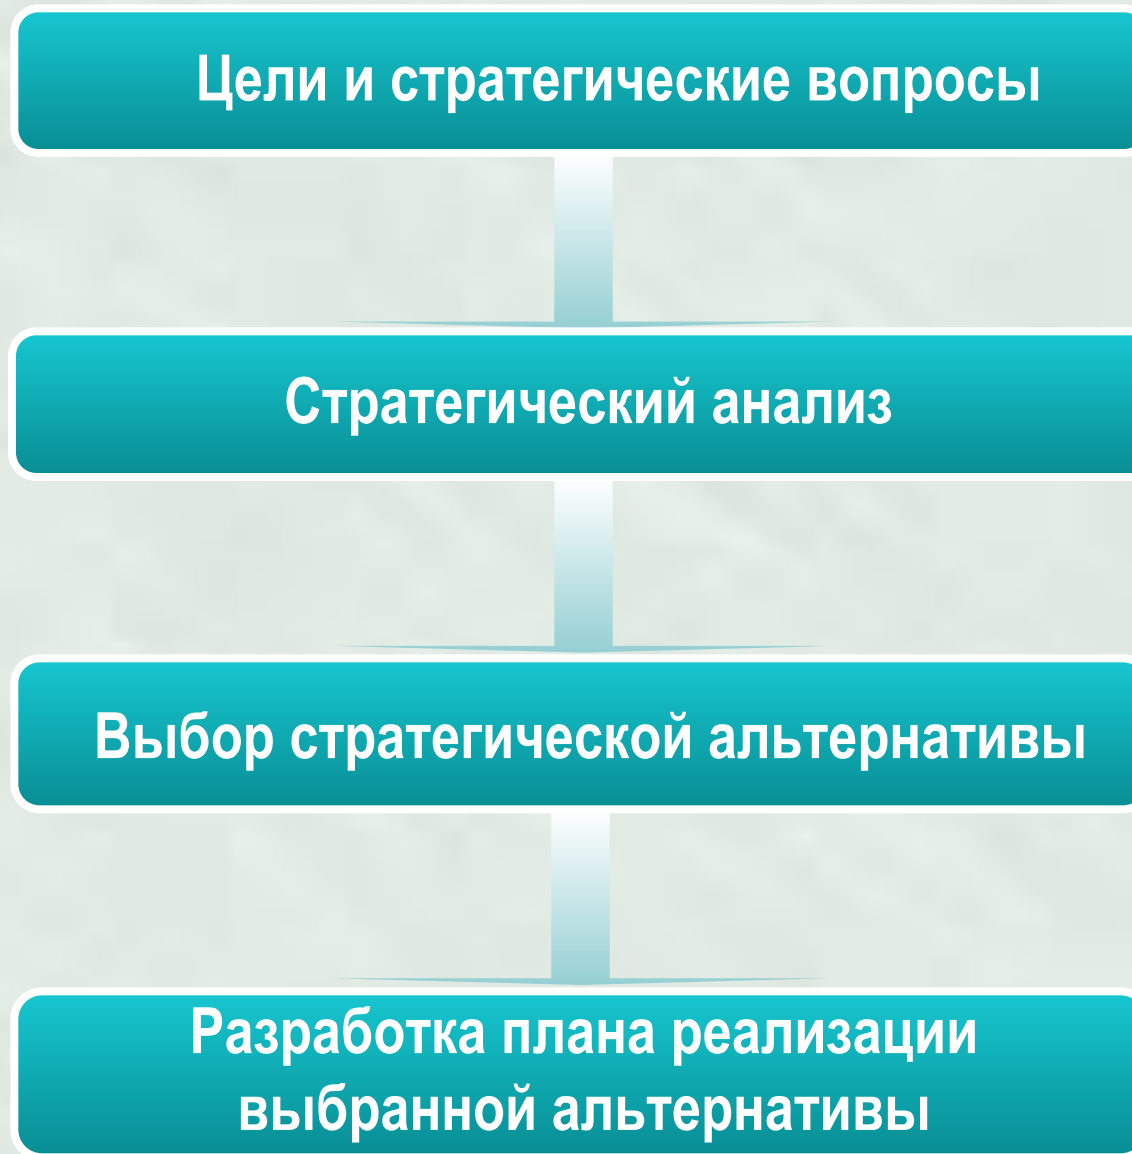 Цели и стратегические вопросы
Стратегический анализ
Выбор стратегической альтернативы
Разработка плана реализации
выбранной альтернативы